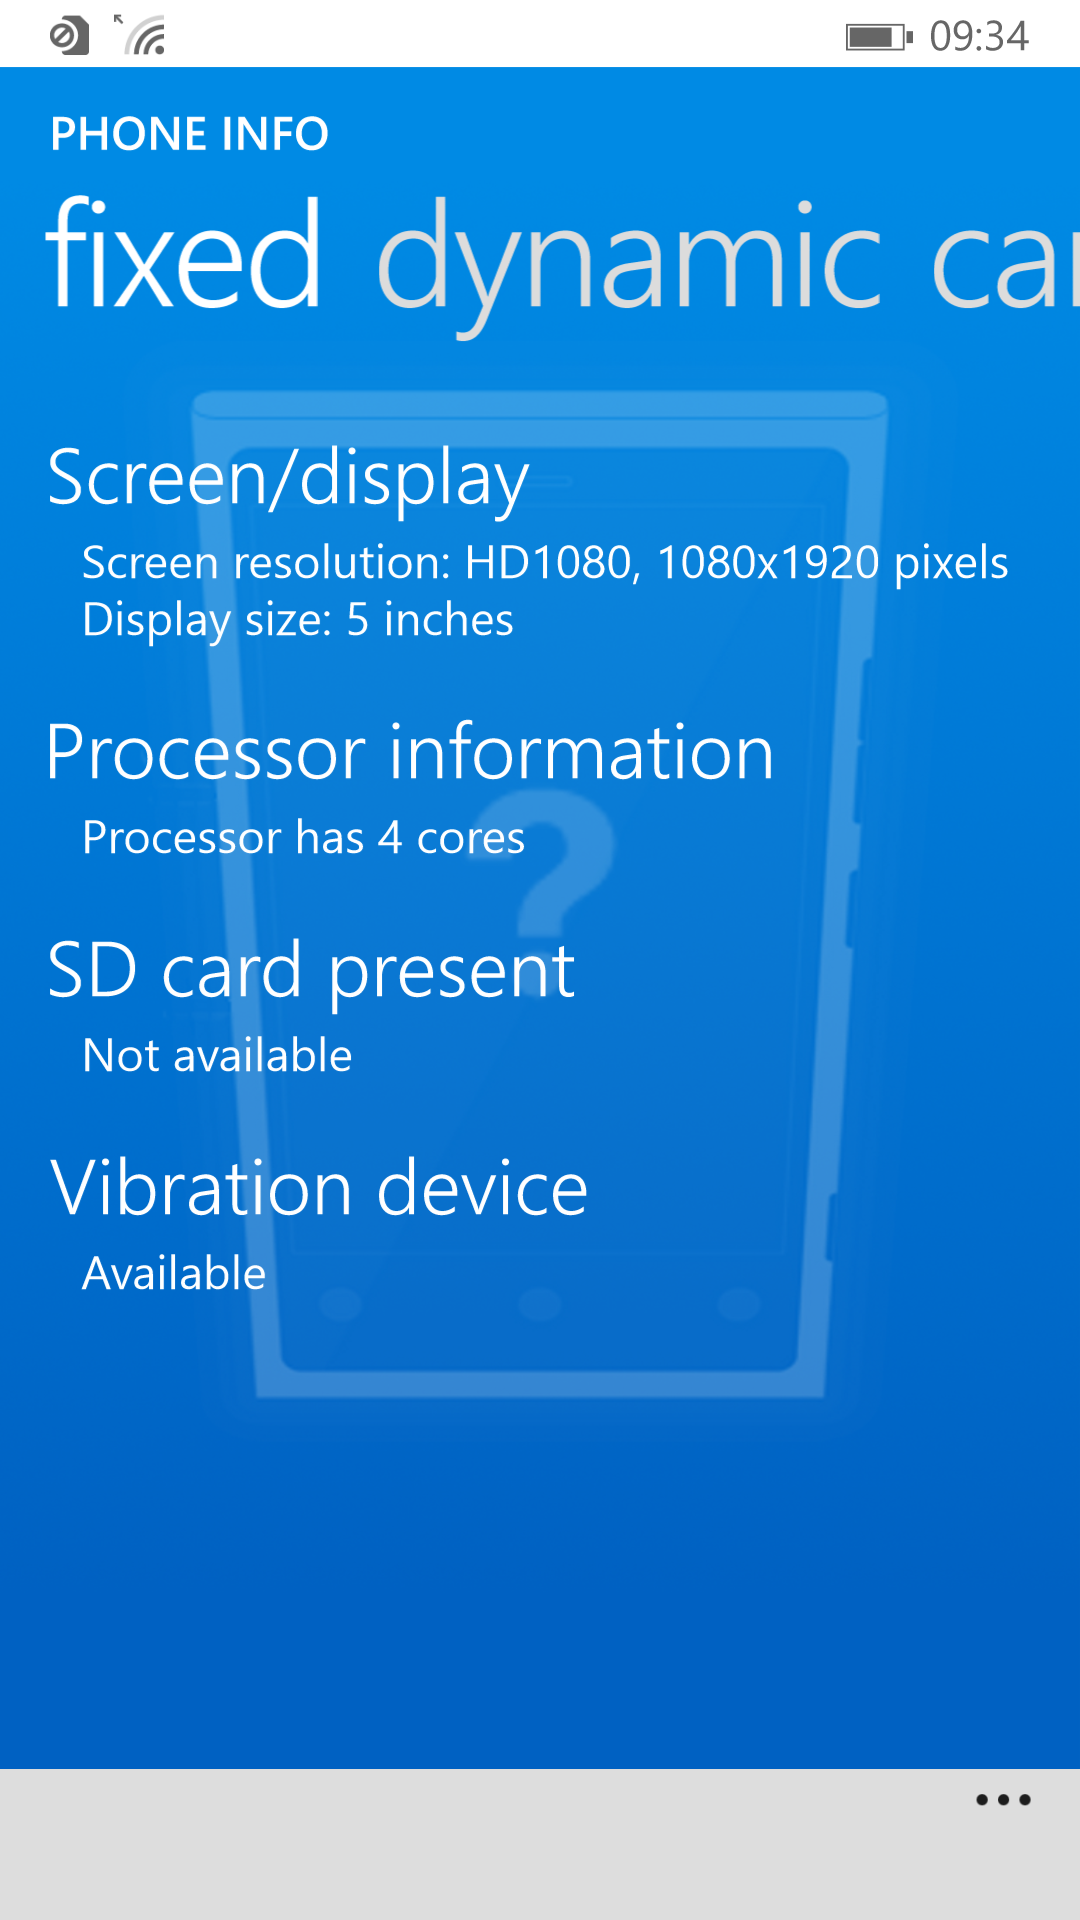 09:34
PHONE INFO
fixed dynamic car
Screen/display
Screen resolution: HD1080, 1080x1920 pixels
Display size: 5 inches
Processor information
Processor has 4 cores
?
SD card present
Not available
Vibration device
Available